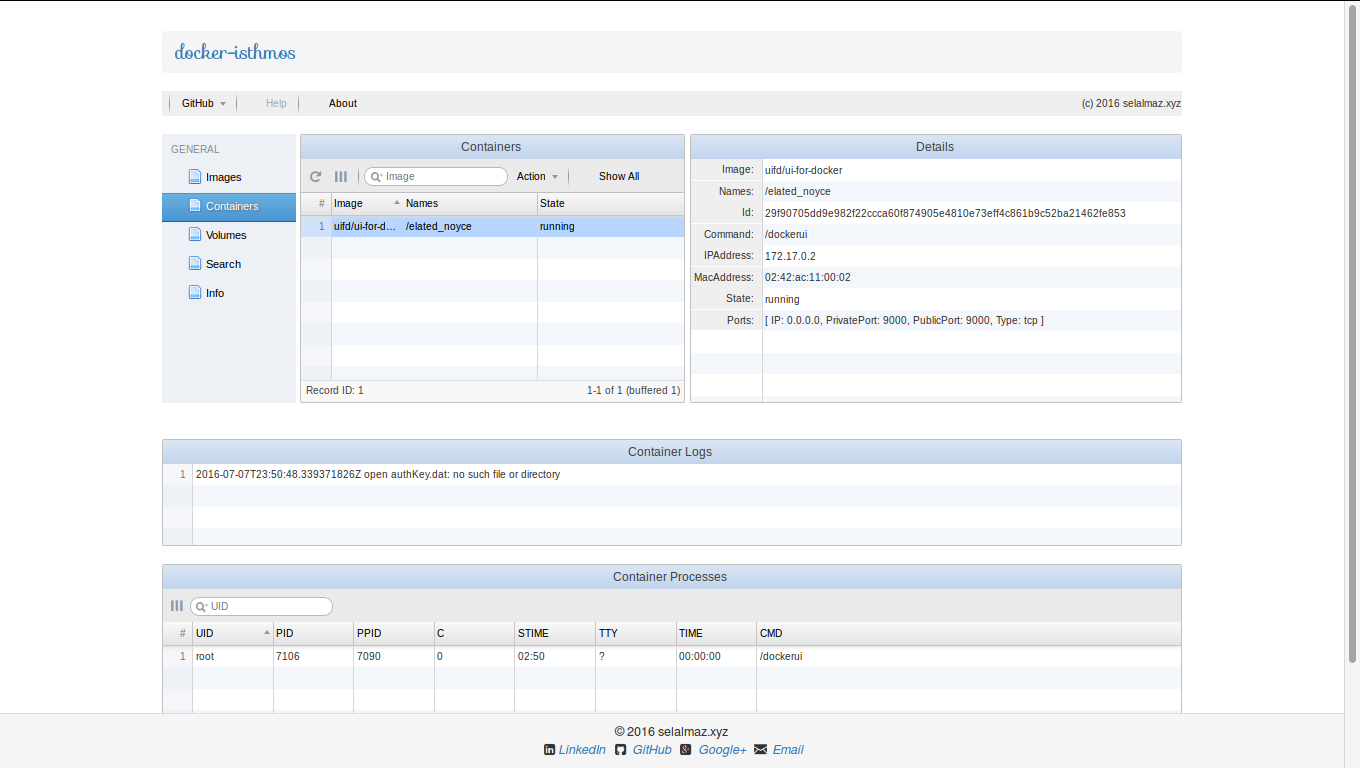 docker-isthmos
GitHub Help About (c) 2016 selalmaz.xyz
GENERAL
Images
Containers
Volumes
Search
Info
Containers
Image Action Show All
# Image Names State
1 uifd/ui-for-d... /elated_noyce running
Record ID: 1 1-1 of 1 (buffered 1)
Details
Image: uifd/ui-for-docker
Names: /elated_noyce
Id: 29f90705dd9e982f22ccca60f874905e4810e73eff4c861b9c52ba21462fe853
Command: /dockerui
IPAddress: 172.17.0.2
MacAddress: 02:42:ac:11:00:02
State: running
Ports: [ IP: 0.0.0.0, PrivatePort: 9000, PublicPort: 9000, Type: tcp ]
Container Logs
1 2016-07-07T23:50:48.339371826Z open authKey.dat: no such file or directory
Container Processes
UID
# UID PID PPID C STIME TTY TIME CMD
1 root 7106 7090 0 02:50 ? 00:00:00 /dockerui
© 2016 selalmaz.xyz
LinkedIn GitHub Google+ Email